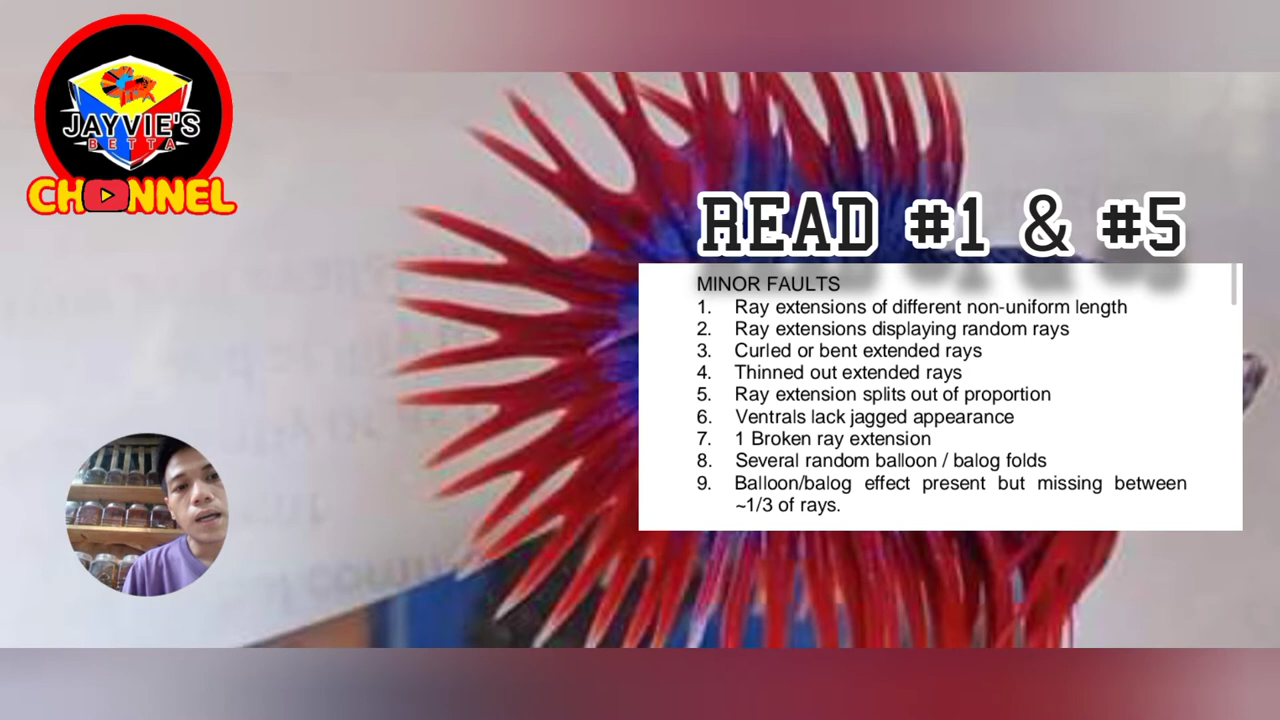 JAYVIE'S
BETTA
CHANNEL
READ #1 & #5
MINOR FAULTS
1. Ray extensions of different non-uniform length
2. Ray extensions displaying random rays
3. Curled or bent extended rays
4. Thinned out extended rays
5. Ray extension splits out of proportion
6. Ventrals lack jagged appearance
7. 1 Broken ray extension
8. Several random balloon / balog folds
9. Balloon/balog effect present but missing between
~1/3 of rays.